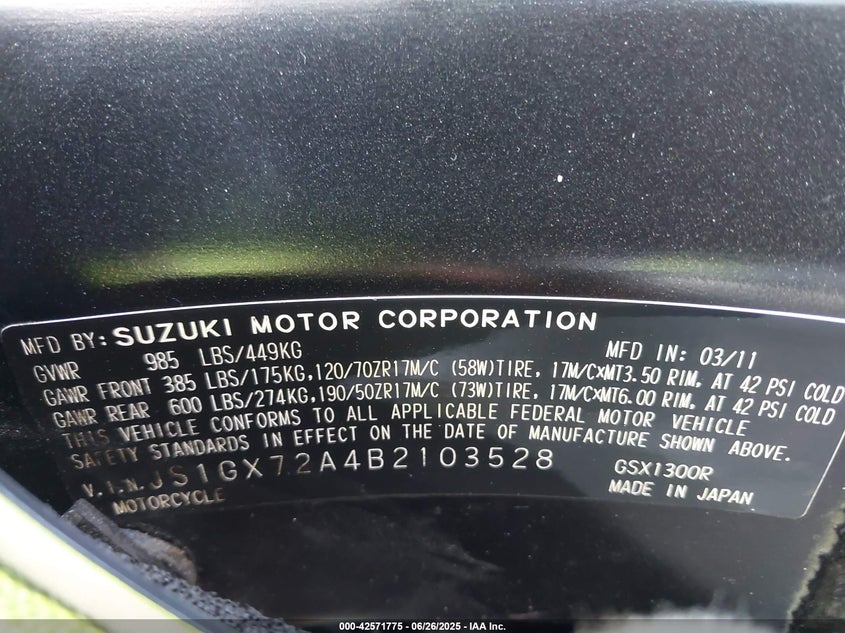 MFD BY: SUZUKI MOTOR CORPORATION
GVWR 985 LBS/449KG MFD IN: 03/11
GAWR FRONT 385 LBS/175KG,120/70ZR17M/C (58W)TIRE, 17M/C×MT3.50 RIM, AT 42 PSI COLD
GAWR REAR 600 LBS/274KG,190/50ZR17M/C (73W)TIRE, 17M/C×MT6.00 RIM, AT 42 PSI COLD
THIS VEHICLE CONFORMS TO ALL APPLICABLE FEDERAL MOTOR VEHICLE
SAFETY STANDARDS IN EFFECT ON THE DATE OF MANUFACTURE SHOWN ABOVE.
V.I.N. JS1GX72A4B2103528 GSX1300R
MOTORCYCLE MADE IN JAPAN
000-42571775 - 06/26/2025 - IAA Inc.